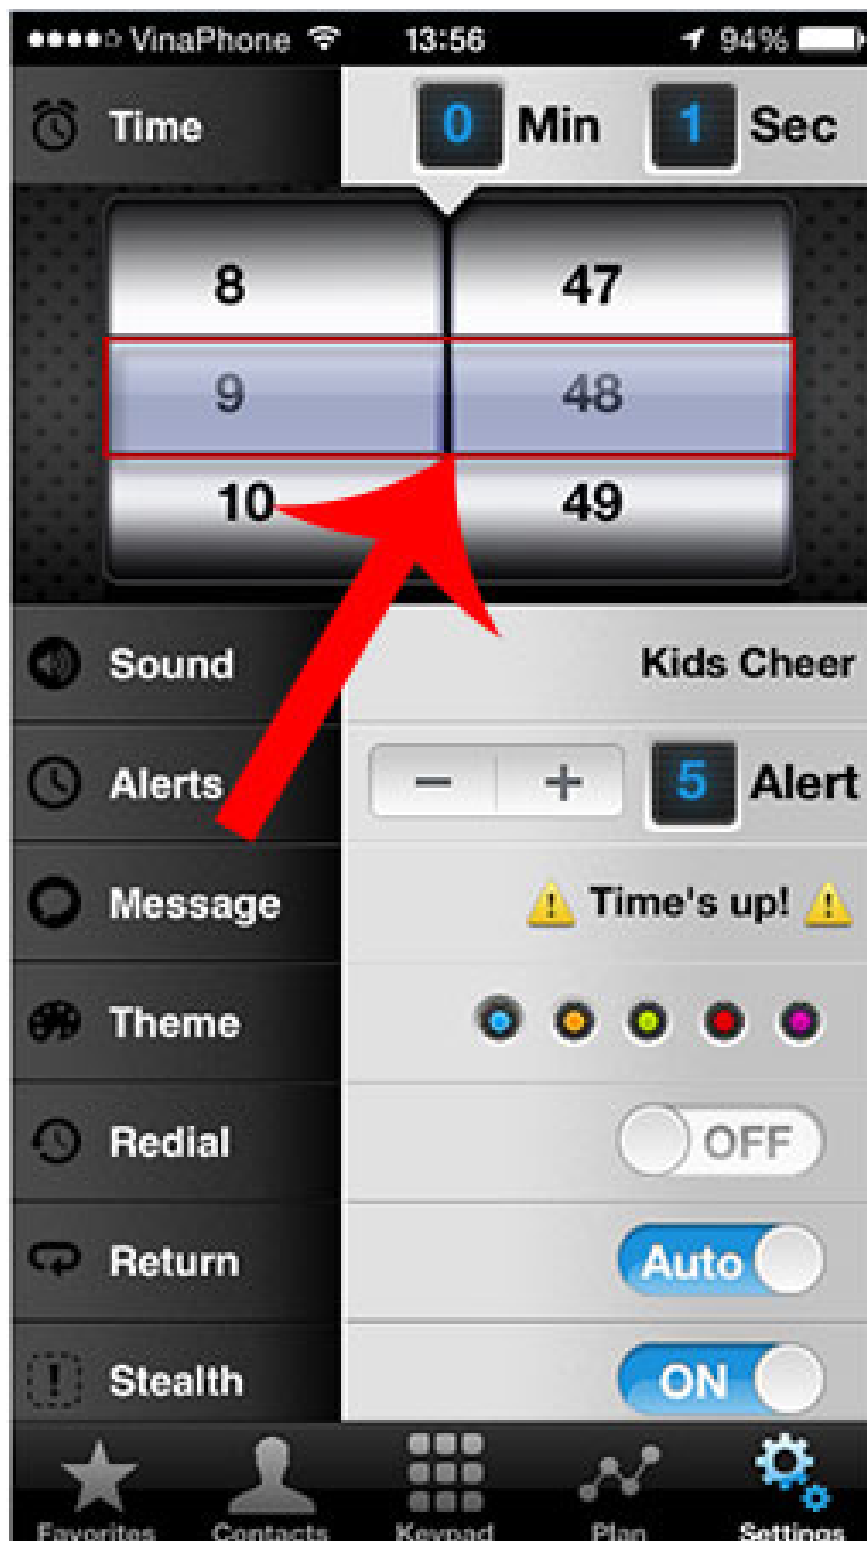 VinaPhone 13:56 94%
Time 0 Min 1 Sec
8 47
9 48
10 49
Sound Kids Cheer
Alerts − + 5 Alert
Message Time's up!
Theme
Redial OFF
Return Auto
Stealth ON
Favorites Contacts Keypad Plan Settings